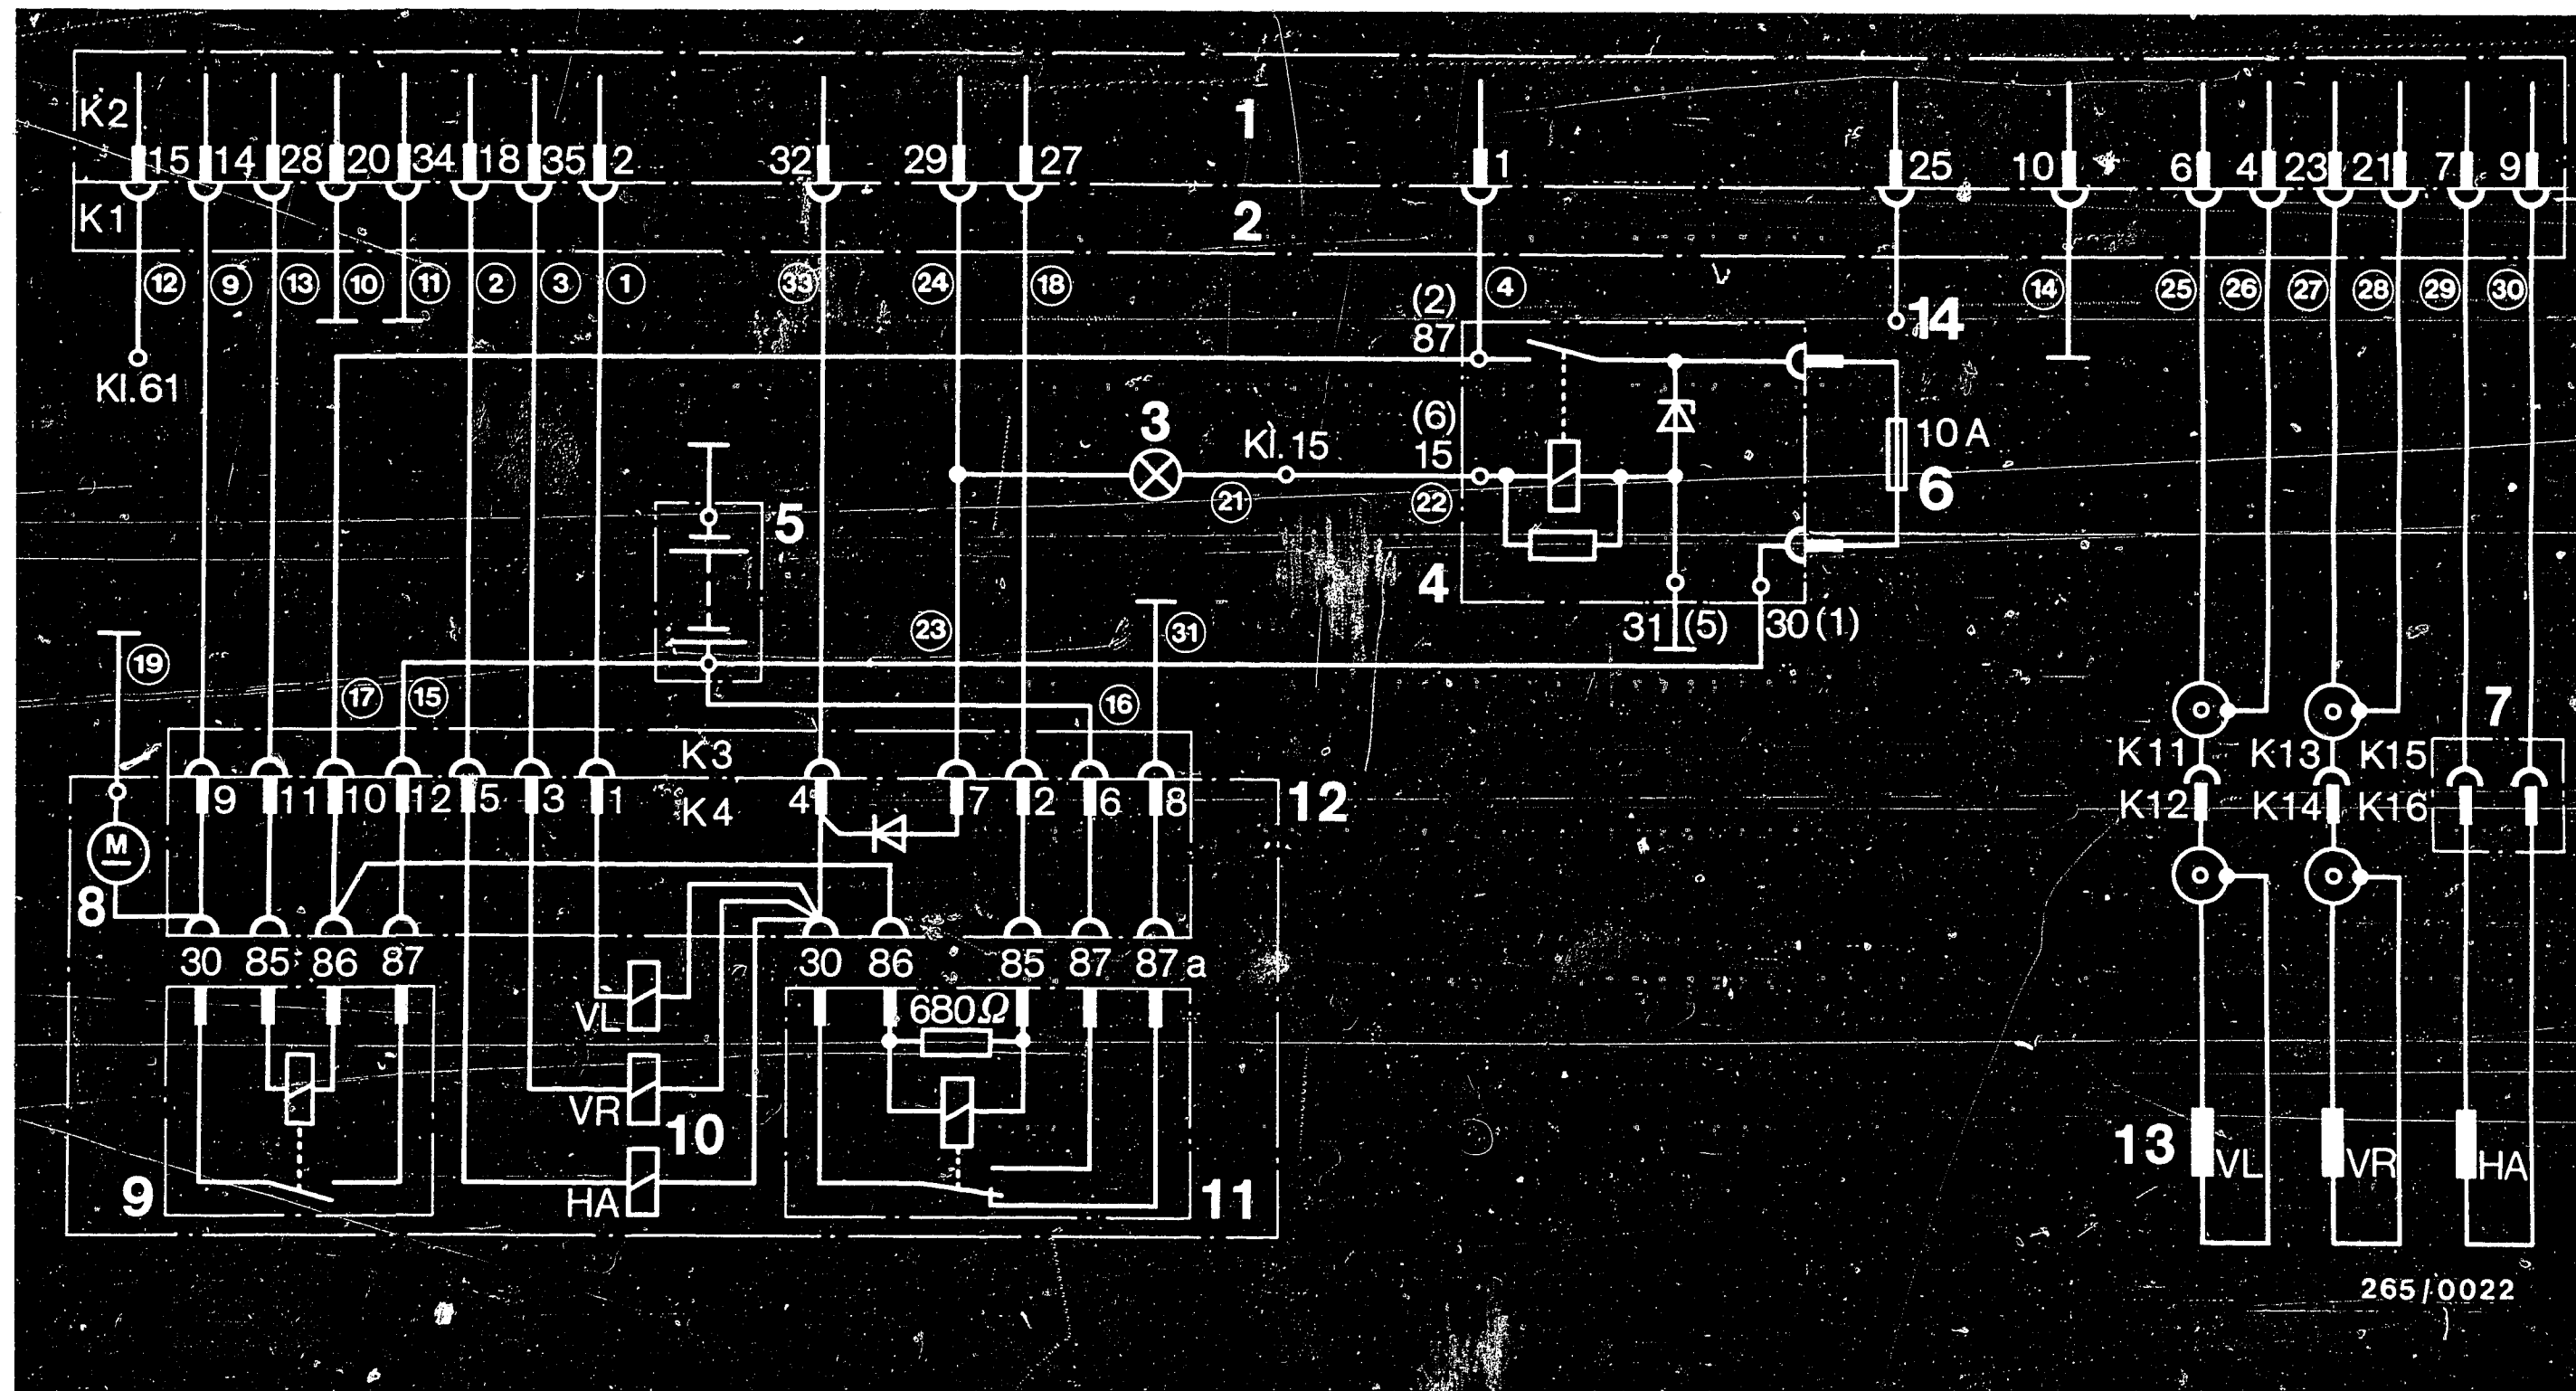 K2
1
15 14 28 20 34 18 35 2 32 29 27 1 25 10 6 4 23 21 7 9
K1
2
12 9 13 10 11 2 3 1 33 24 18 4 14 25 26 27 28 29 30
(2)
14
87
Kl.61
3
(6)
Kl.15
15
10 A
21
22
6
5
4
23
31
31 (5)
30 (1)
19
17
15
16
7
K3
K11 K13 K15
9 11 10 12 5 3 1 4 7 2 6 8
12
K4
K12 K14 K16
M
8
30 85 86 87 30 86 85 87 87a
680Ω
VL
VR
10
13
VL VR HA
9
HA
11
265/0022